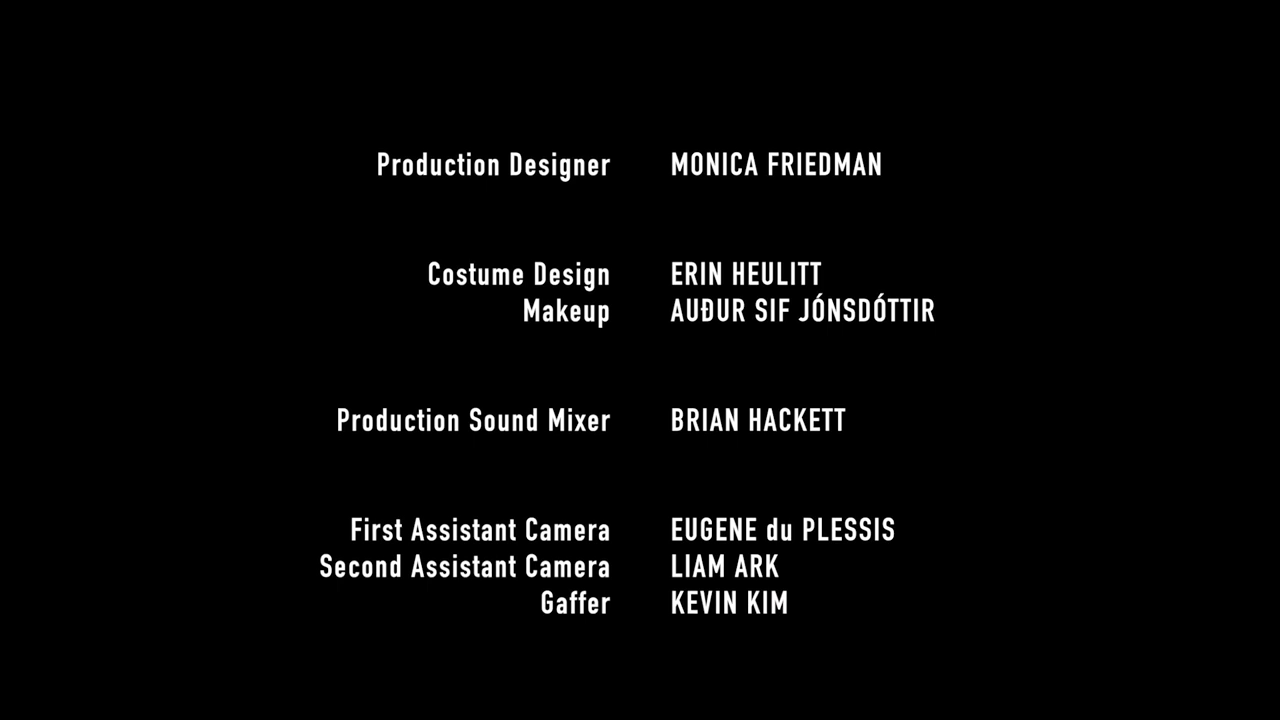 Production Designer MONICA FRIEDMAN
Costume Design ERIN HEULITT
Makeup AUÐUR SIF JÓNSDÓTTIR
Production Sound Mixer BRIAN HACKETT
First Assistant Camera EUGENE du PLESSIS
Second Assistant Camera LIAM ARK
Gaffer KEVIN KIM